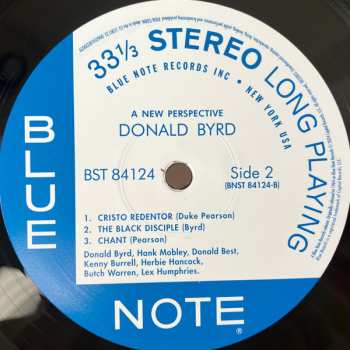 33 1/3 STEREO LONG PLAYING
BLUE NOTE RECORDS INC • NEW YORK USA
A NEW PERSPECTIVE
DONALD BYRD
BST 84124
Side 2
(BNST 84124-B)
1. CRISTO REDENTOR (Duke Pearson)
2. THE BLACK DISCIPLE (Byrd)
3. CHANT (Pearson)
Donald Byrd, Hank Mobley, Donald Best,
Kenny Burrell, Herbie Hancock,
Butch Warren, Lex Humphries.
BLUE
NOTE
®